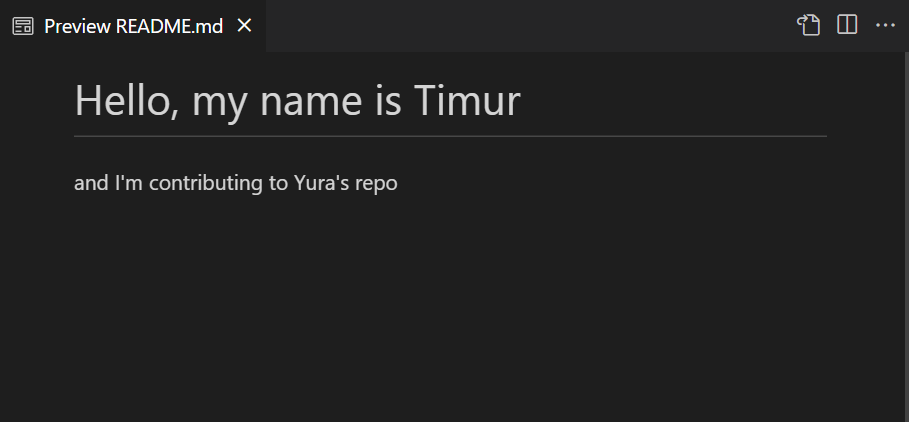 Preview README.md
Hello, my name is Timur
and I'm contributing to Yura's repo